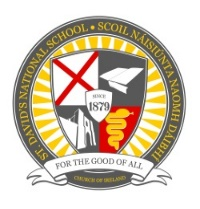 ST. DAVID'S NATIONAL SCHOOL • SCOIL NÁISIÚNTA NAOMH DÁIBHÍ
SINCE
1879
FOR THE GOOD OF ALL
CHURCH OF IRELAND